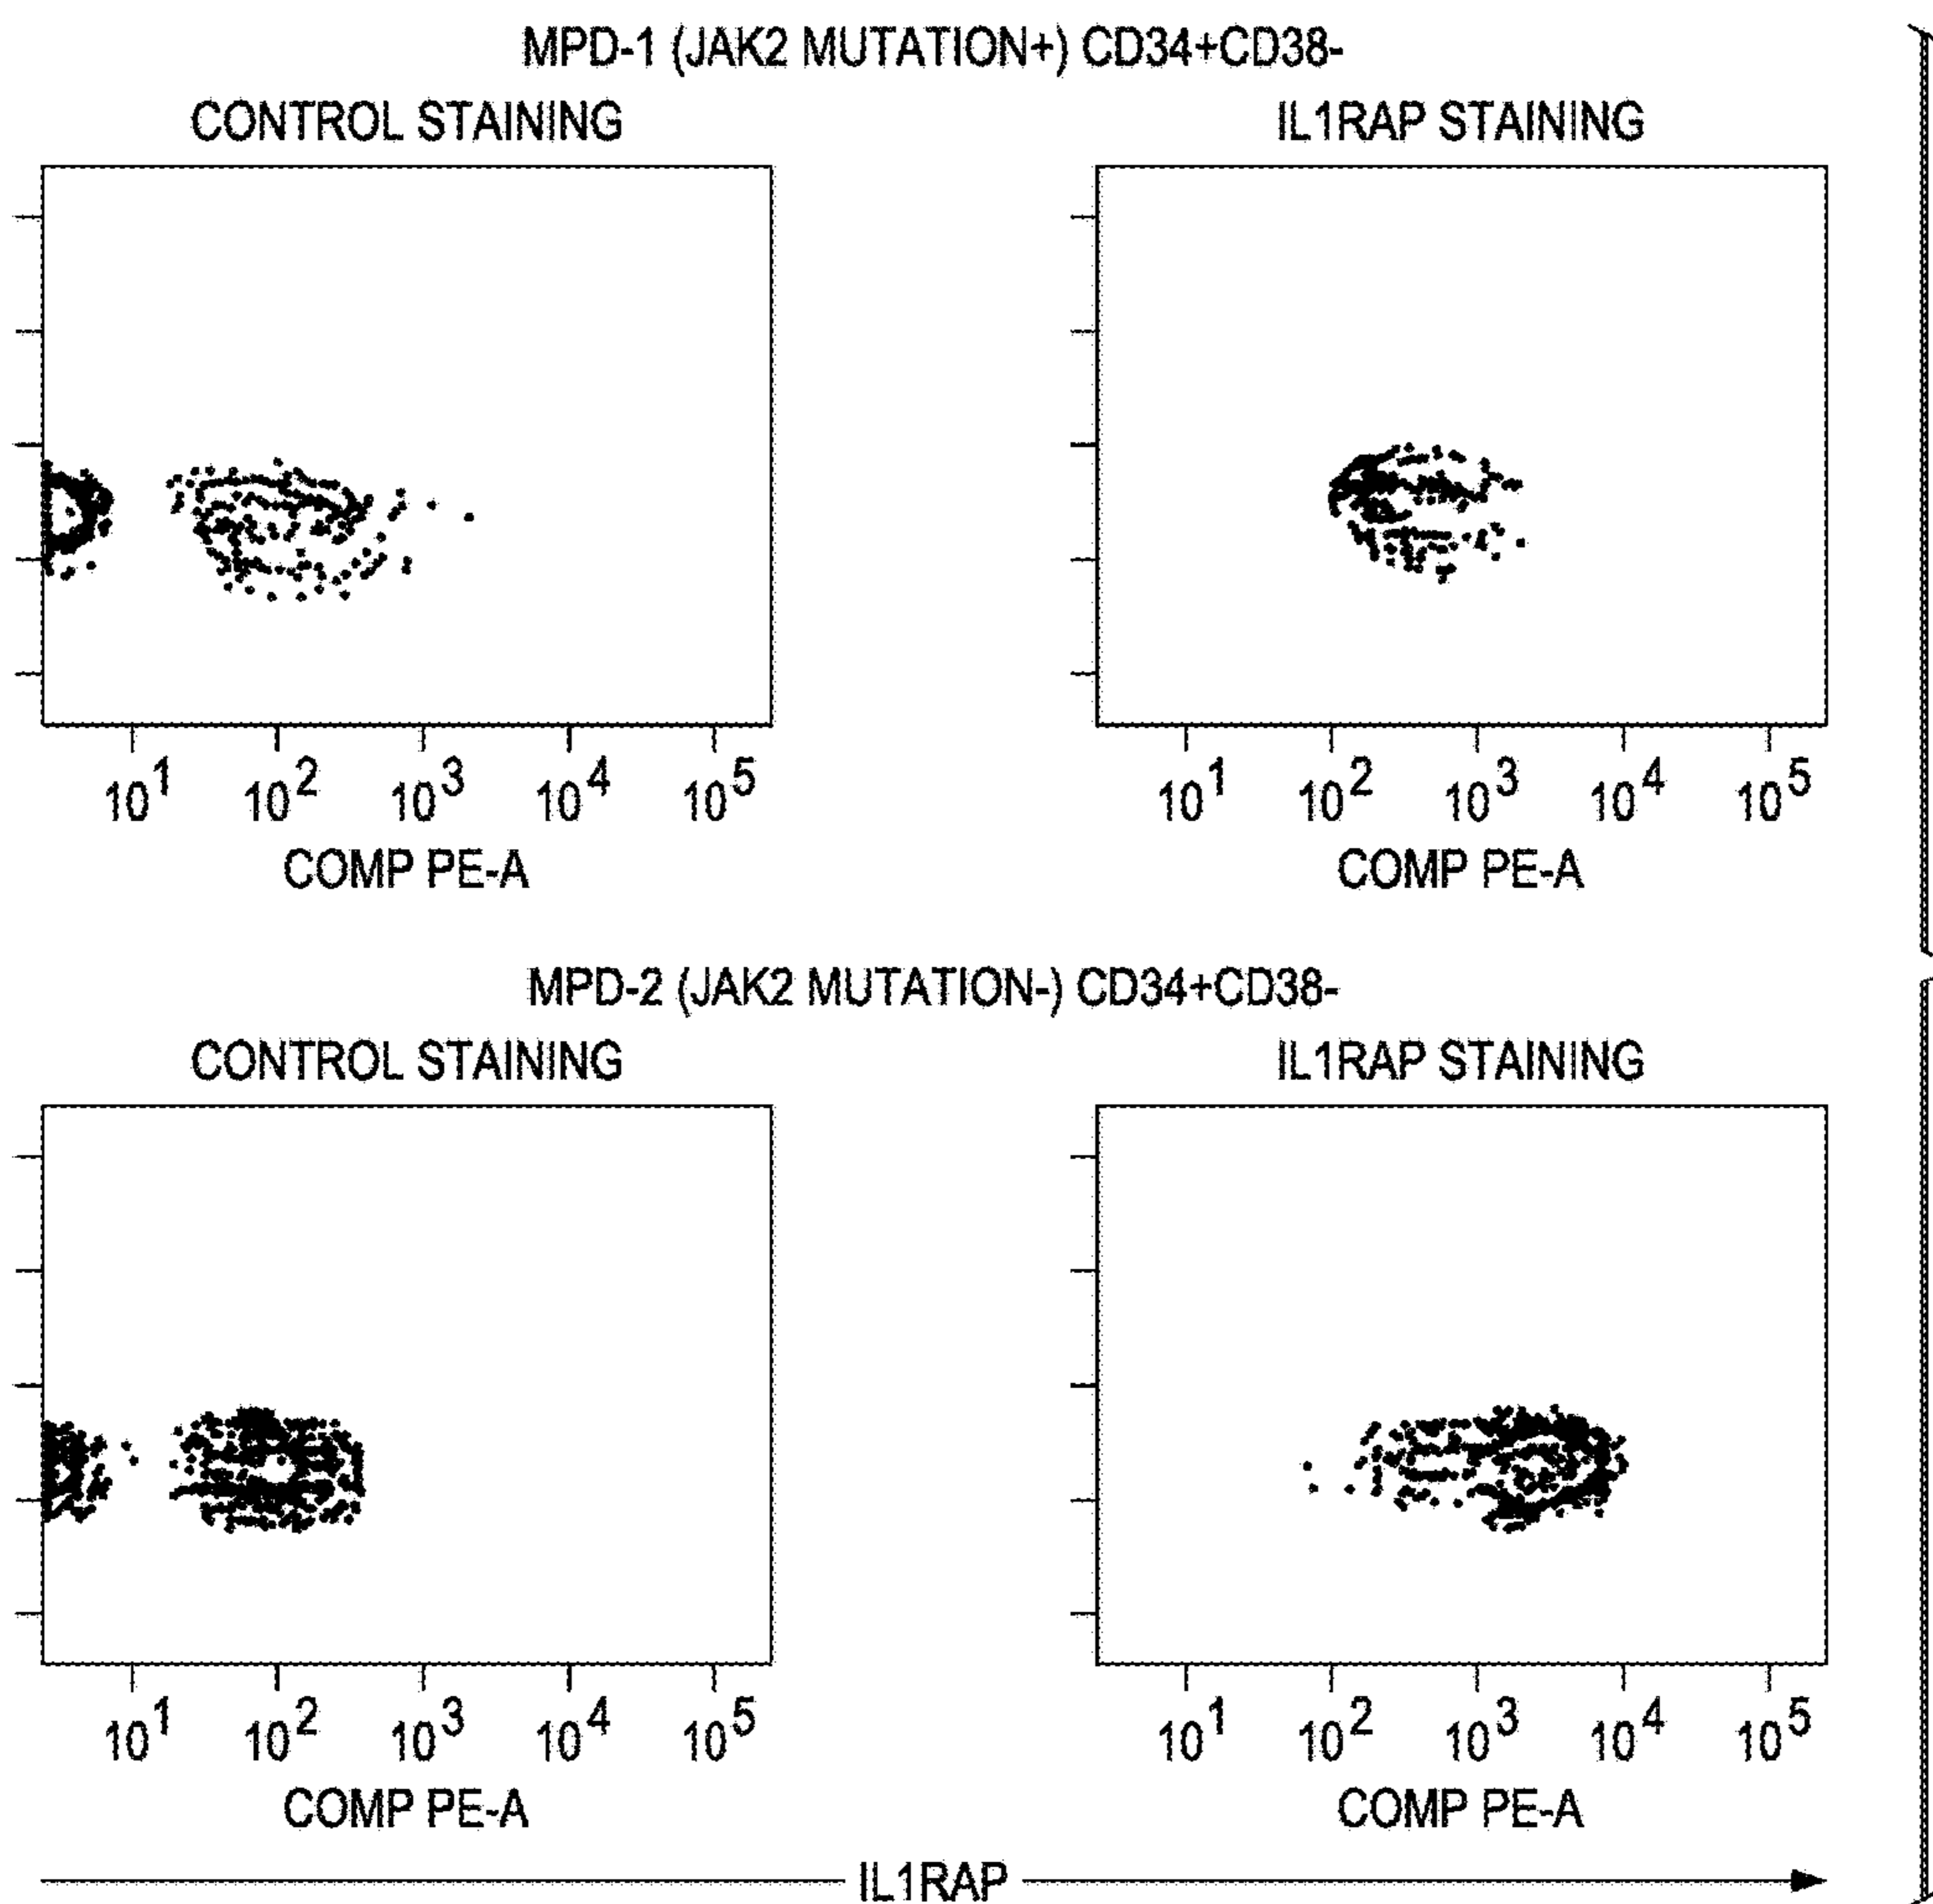 MPD-1 (JAK2 MUTATION+) CD34+CD38-
CONTROL STAINING
IL1RAP STAINING
10^1 10^2 10^3 10^4 10^5
COMP PE-A
10^1 10^2 10^3 10^4 10^5
COMP PE-A
MPD-2 (JAK2 MUTATION-) CD34+CD38-
CONTROL STAINING
IL1RAP STAINING
10^1 10^2 10^3 10^4 10^5
COMP PE-A
10^1 10^2 10^3 10^4 10^5
COMP PE-A
IL1RAP